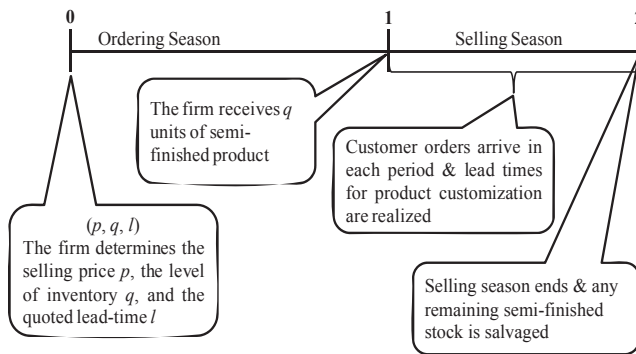 0
1
Ordering Season
Selling Season
The firm receives q
units of semi-
finished product
Customer orders arrive in
each period & lead times
for product customization
are realized
(p, q, l)
The firm determines the
selling price p, the level
of inventory q, and the
quoted lead-time l
Selling season ends & any
remaining semi-finished
stock is salvaged